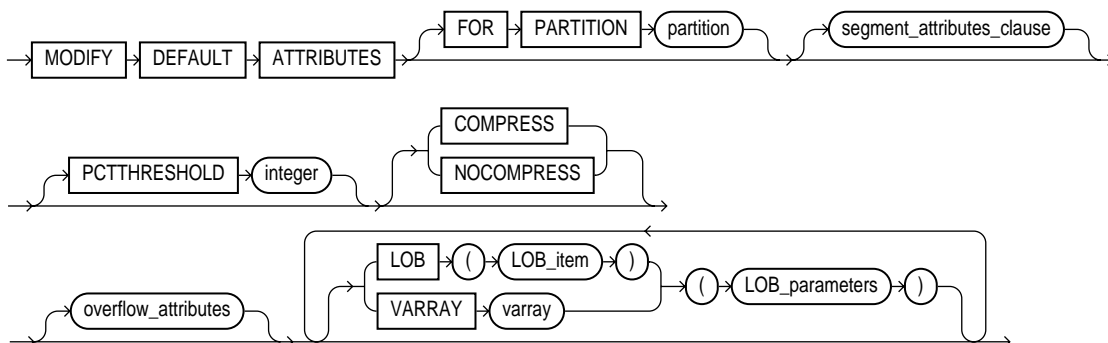 MODIFY DEFAULT ATTRIBUTES FOR PARTITION partition segment_attributes_clause
PCTTHRESHOLD integer COMPRESS
NOCOMPRESS
overflow_attributes LOB ( LOB_item ) ( LOB_parameters )
VARRAY varray